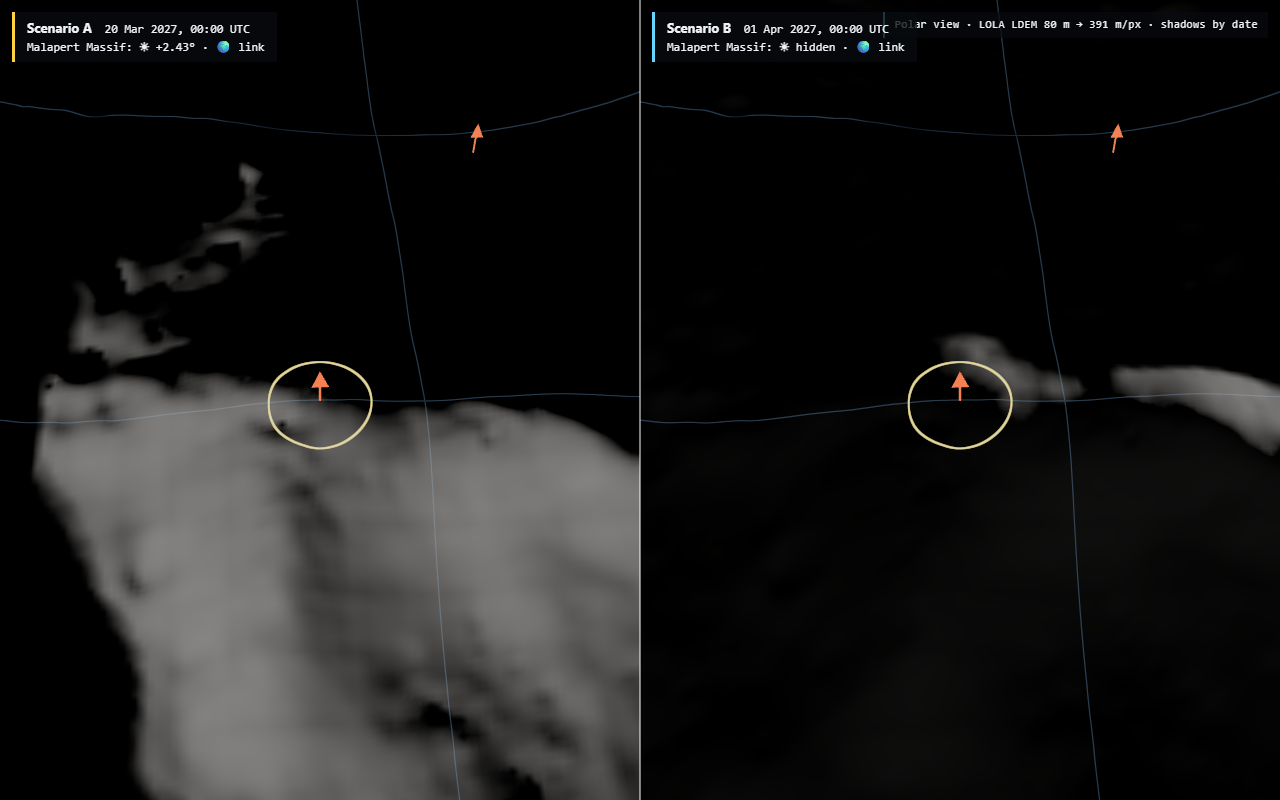 Scenario A 20 Mar 2027, 00:00 UTC
Malapert Massif: ☀ +2.43° · 🌍 link
Scenario B 01 Apr 2027, 00:00 UTC
Malapert Massif: ☀ hidden · 🌍 link
Polar view · LOLA LDEM 80 m → 391 m/px · shadows by date